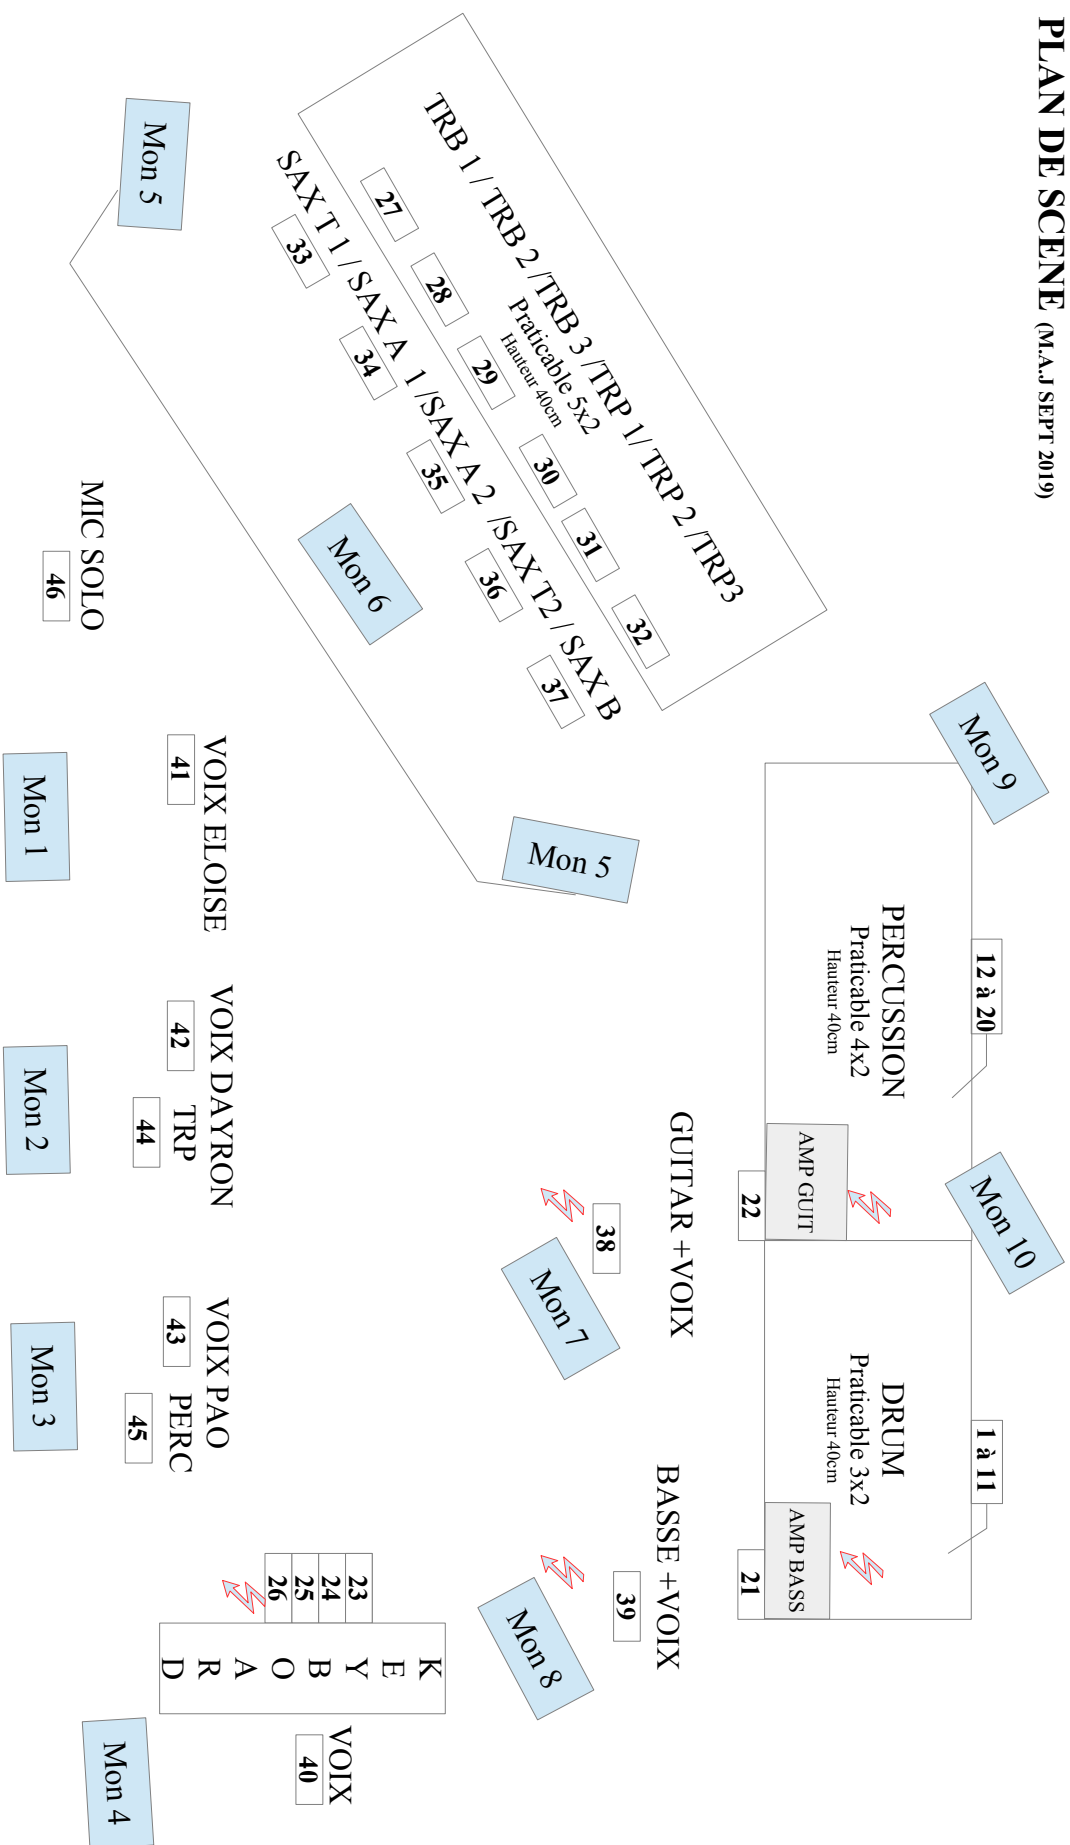 PLAN DE SCENE (M.A.J SEPT 2019)
Mon 9
Mon 10
12 à 20
1 à 11
PERCUSSION
Praticable 4x2
Hauteur 40cm
DRUM
Praticable 3x2
Hauteur 40cm
AMP GUIT
22
AMP BASS
21
TRB 1 / TRB 2 /TRB 3 /TRP 1/ TRP 2 /TRP3
Praticable 5x2
Hauteur 40cm
27
28
29
30
31
32
SAX T 1 / SAX A 1 /SAX A 2 /SAX T2 / SAX B
33
34
35
36
37
Mon 5
Mon 6
Mon 5
GUITAR +VOIX
38
Mon 7
BASSE +VOIX
39
Mon 8
23
24
25
26
K
E
Y
B
O
A
R
D
VOIX
40
Mon 4
MIC SOLO
46
VOIX ELOISE
41
VOIX DAYRON
42
TRP
44
VOIX PAO
43
PERC
45
Mon 1
Mon 2
Mon 3